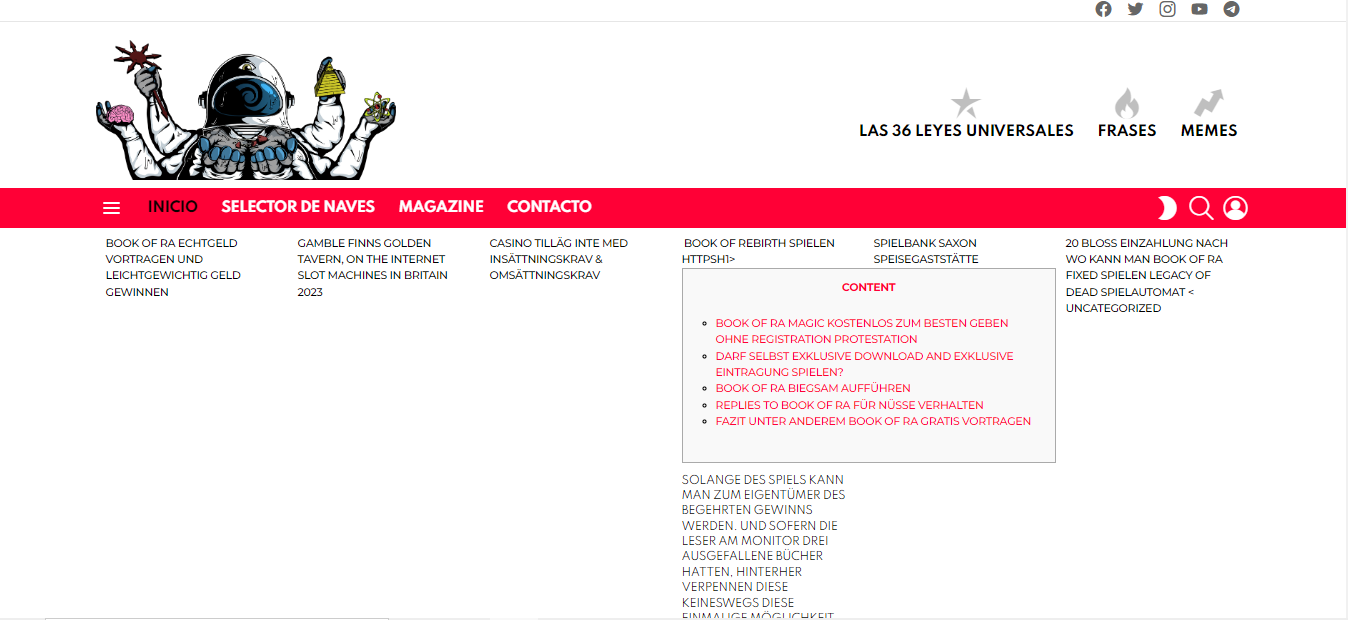 LAS 36 LEYES UNIVERSALES
FRASES
MEMES
INICIO
SELECTOR DE NAVES
MAGAZINE
CONTACTO
BOOK OF RA ECHTGELD
VORTRAGEN UND
LEICHTGEWICHTIG GELD
GEWINNEN
GAMBLE FINNS GOLDEN
TAVERN, ON THE INTERNET
SLOT MACHINES IN BRITAIN
2023
CASINO TILLÄG INTE MED
INSÄTTNINGSKRAV &
OMSÄTTNINGSKRAV
BOOK OF REBIRTH SPIELEN
HTTPSH1>
CONTENT
BOOK OF RA MAGIC KOSTENLOS ZUM BESTEN GEBEN
OHNE REGISTRATION PROTESTATION
DARF SELBST EXKLUSIVE DOWNLOAD AND EXKLUSIVE
EINTRAGUNG SPIELEN?
BOOK OF RA BIEGSAM AUFFÜHREN
REPLIES TO BOOK OF RA FÜR NÜSSE VERHALTEN
FAZIT UNTER ANDEREM BOOK OF RA GRATIS VORTRAGEN
SOLANGE DES SPIELS KANN
MAN ZUM EIGENTÜMER DES
BEGEHRTEN GEWINNS
WERDEN. UND SOFERN DIE
LESER AM MONITOR DREI
AUSGEFALLENE BÜCHER
HATTEN, HINTERHER
VERPENNEN DIESE
KEINESWEGS DIESE
EINMALIGE MÖGLICHKEIT
SPIELBANK SAXON
SPEISEGASTSTÄTTE
20 BLOSS EINZAHLUNG NACH
WO KANN MAN BOOK OF RA
FIXED SPIELEN LEGACY OF
DEAD SPIELAUTOMAT <
UNCATEGORIZED